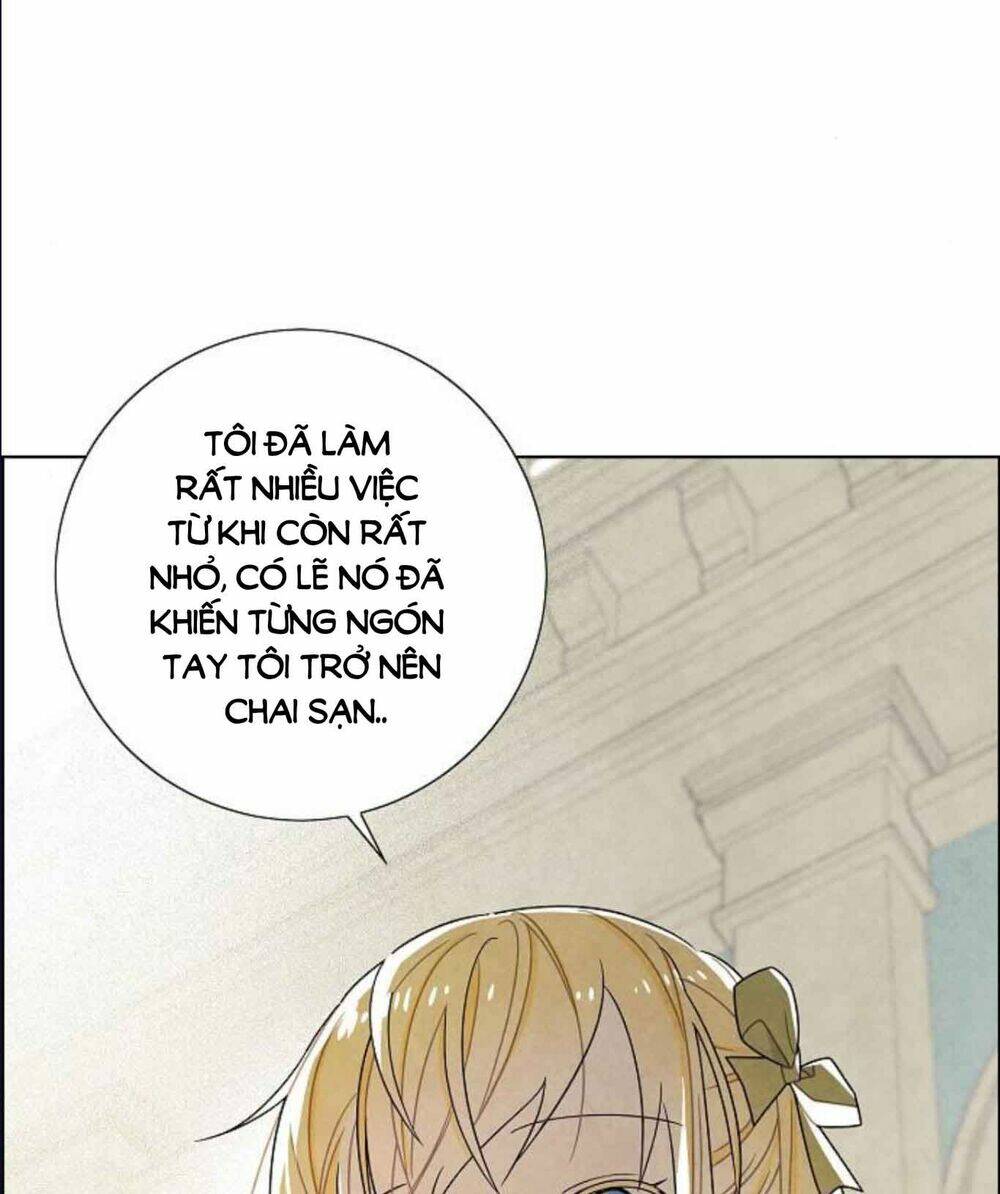 TÔI ĐÃ LÀM
RẤT NHIỀU VIỆC
TỪ KHI CÒN RẤT
NHỎ, CÓ LẼ NÓ ĐÃ
KHIẾN TỪNG NGÓN
TAY TÔI TRỞ NÊN
CHAI SẠN..